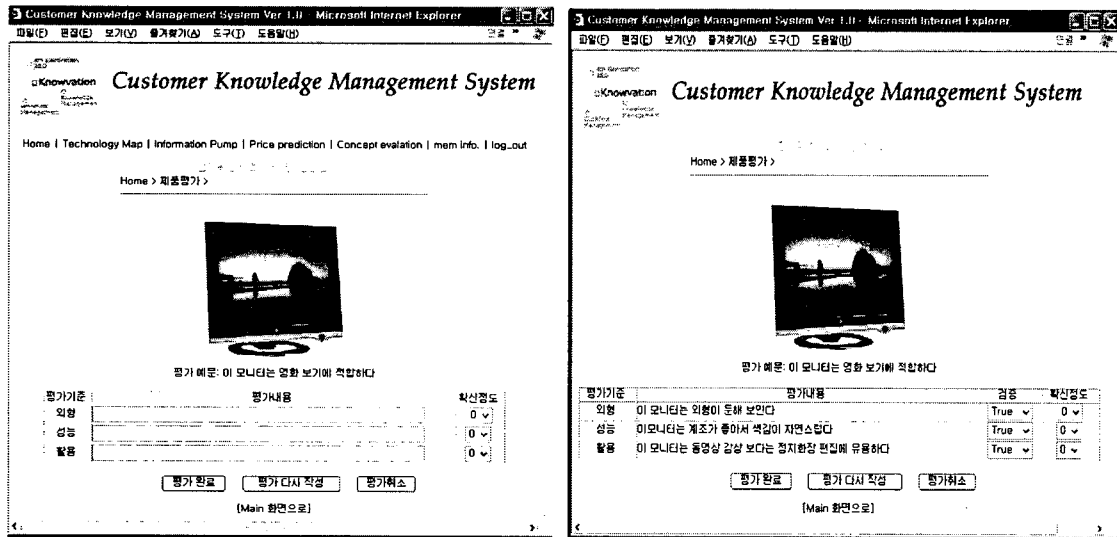 Customer Knowledge Management System Ver 1.0 - Microsoft Internet Explorer
파일(F) 편집(E) 보기(V) 즐겨찾기(A) 도구(T) 도움말(H) 연결 »
Knowvation
Customer Knowledge Management System
Home | Technology Map | Information Pump | Price prediction | Concept evalation | mem info. | log_out
Home > 제품평가 >
평가 예문: 이 모니터는 영화 보기에 적합하다
평가기준 평가내용 확신정도
외형 0
성능 0
활용 0
평가 완료 평가 다시 작성 평가취소
[Main 화면으로]
Customer Knowledge Management System Ver 1.0 - Microsoft Internet Explorer
파일(F) 편집(E) 보기(V) 즐겨찾기(A) 도구(T) 도움말(H) 연결 »
Knowvation
Customer Knowledge Management System
Home > 제품평가 >
평가 예문: 이 모니터는 영화 보기에 적합하다
평가기준 평가내용 검증 확신정도
외형 이 모니터는 외형이 둔해 보인다 True 0
성능 이모니터는 계조가 좋아서 색감이 자연스럽다 True 0
활용 이 모니터는 동영상 감상 보다는 정지화장 편집에 유용하다 True 0
평가 완료 평가 다시 작성 평가취소
[Main 화면으로]